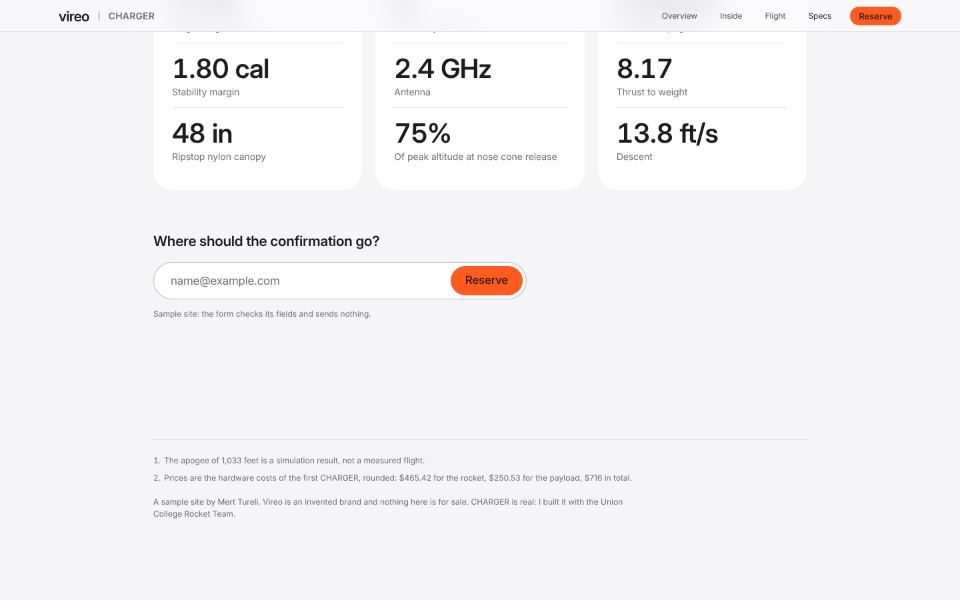 vireo | CHARGER
Overview
Inside
Flight
Specs
Reserve
1.80 cal
Stability margin
48 in
Ripstop nylon canopy
2.4 GHz
Antenna
75%
Of peak altitude at nose cone release
8.17
Thrust to weight
13.8 ft/s
Descent
Where should the confirmation go?
name@example.com
Reserve
Sample site: the form checks its fields and sends nothing.
1. The apogee of 1,033 feet is a simulation result, not a measured flight.
2. Prices are the hardware costs of the first CHARGER, rounded: $465.42 for the rocket, $250.53 for the payload, $716 in total.
A sample site by Mert Tureli. Vireo is an invented brand and nothing here is for sale. CHARGER is real: I built it with the Union
College Rocket Team.